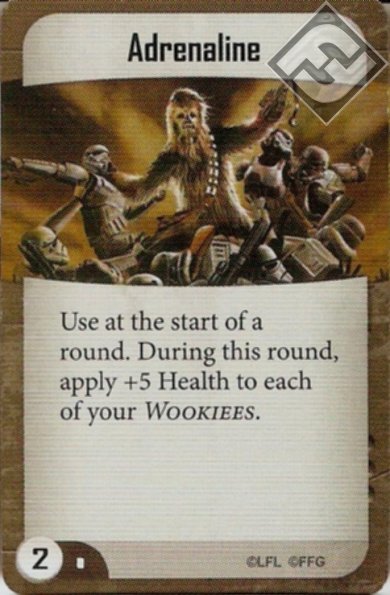 Adrenaline
Use at the start of a
round. During this round,
apply +5 Health to each
of your WOOKIEES.
2
©LFL ©FFG